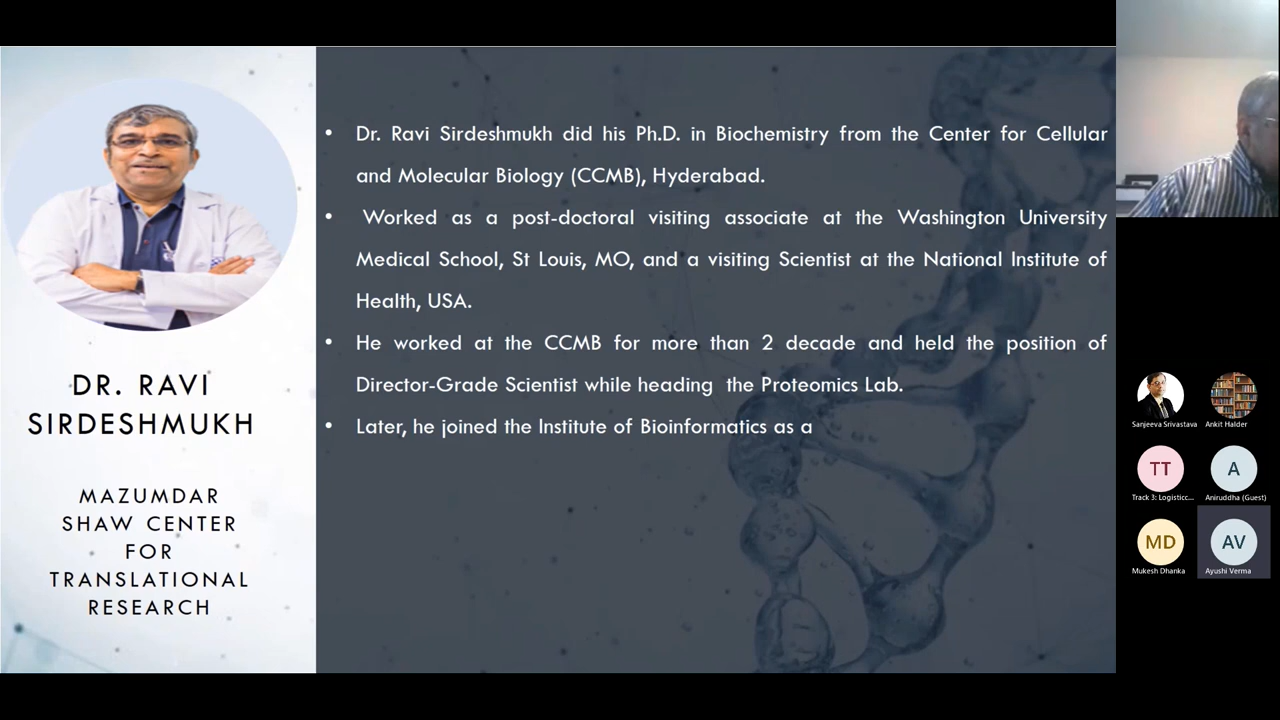 DR. RAVI
SIRDESHMUKH
MAZUMDAR
SHAW CENTER
FOR
TRANSLATIONAL
RESEARCH
• Dr. Ravi Sirdeshmukh did his Ph.D. in Biochemistry from the Center for Cellular
and Molecular Biology (CCMB), Hyderabad.
• Worked as a post-doctoral visiting associate at the Washington University
Medical School, St Louis, MO, and a visiting Scientist at the National Institute of
Health, USA.
• He worked at the CCMB for more than 2 decade and held the position of
Director-Grade Scientist while heading the Proteomics Lab.
• Later, he joined the Institute of Bioinformatics as a
Sanjeeva Srivastava
Ankit Halder
TT
A
Track 3: Logisticc...
Aniruddha (Guest)
MD
AV
Mukesh Dhanka
Ayushi Verma